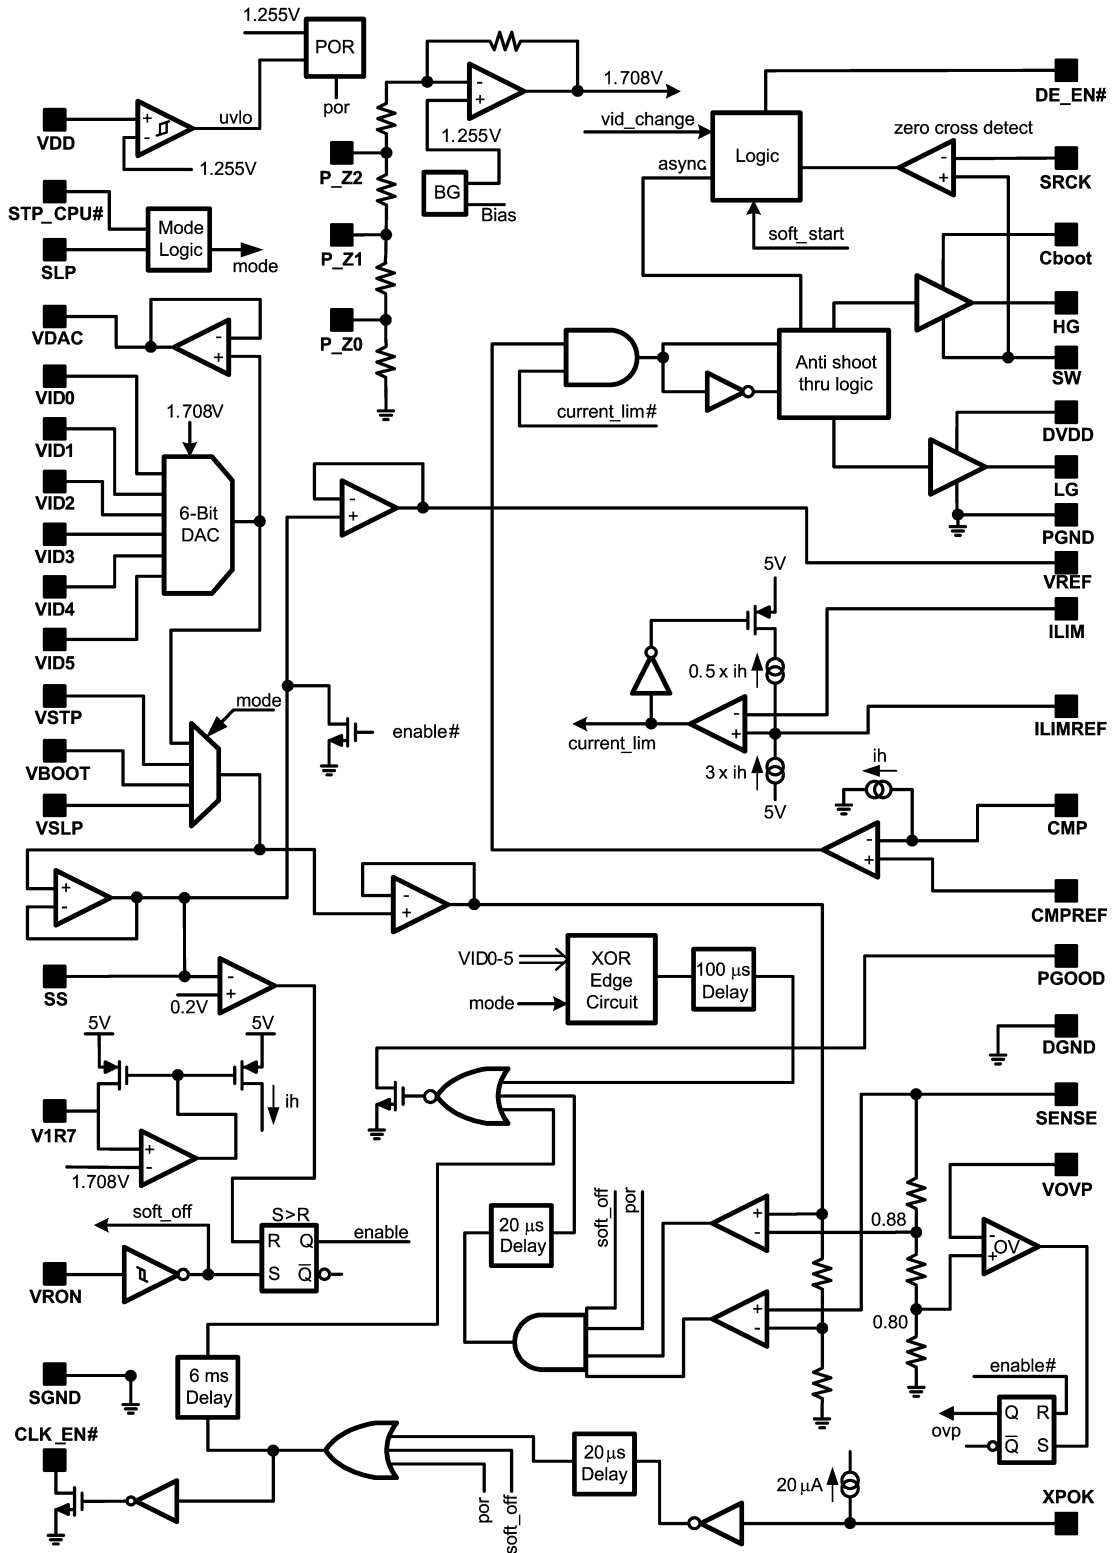 1.255V
POR
por
uvlo
VDD
+
-
1.255V
STP_CPU#
SLP
Mode
Logic
mode
P_Z2
P_Z1
P_Z0
-
+
1.708V
1.255V
BG
Bias
vid_change
async
Logic
soft_start
DE_EN#
zero cross detect
-
+
SRCK
Cboot
HG
SW
VDAC
-
+
VID0
VID1
VID2
VID3
VID4
VID5
1.708V
6-Bit
DAC
current_lim#
Anti shoot
thru logic
DVDD
LG
PGND
VREF
-
+
VSTP
VBOOT
VSLP
mode
enable#
5V
0.5 x ih
-
+
current_lim
3 x ih
5V
ILIM
ILIMREF
ih
CMP
-
+
CMPREF
+
-
-
+
SS
-
+
0.2V
VID0-5
mode
XOR
Edge
Circuit
100 µs
Delay
PGOOD
DGND
5V
5V
ih
V1R7
+
-
1.708V
SENSE
VOVP
soft_off
VRON
S>R
R Q
S Q
enable
20 µs
Delay
soft_off
por
+
-
0.88
-
+
OV
+
-
0.80
SGND
6 ms
Delay
enable#
Q R
Q S
ovp
CLK_EN#
por
soft_off
20µs
Delay
20 µA
XPOK